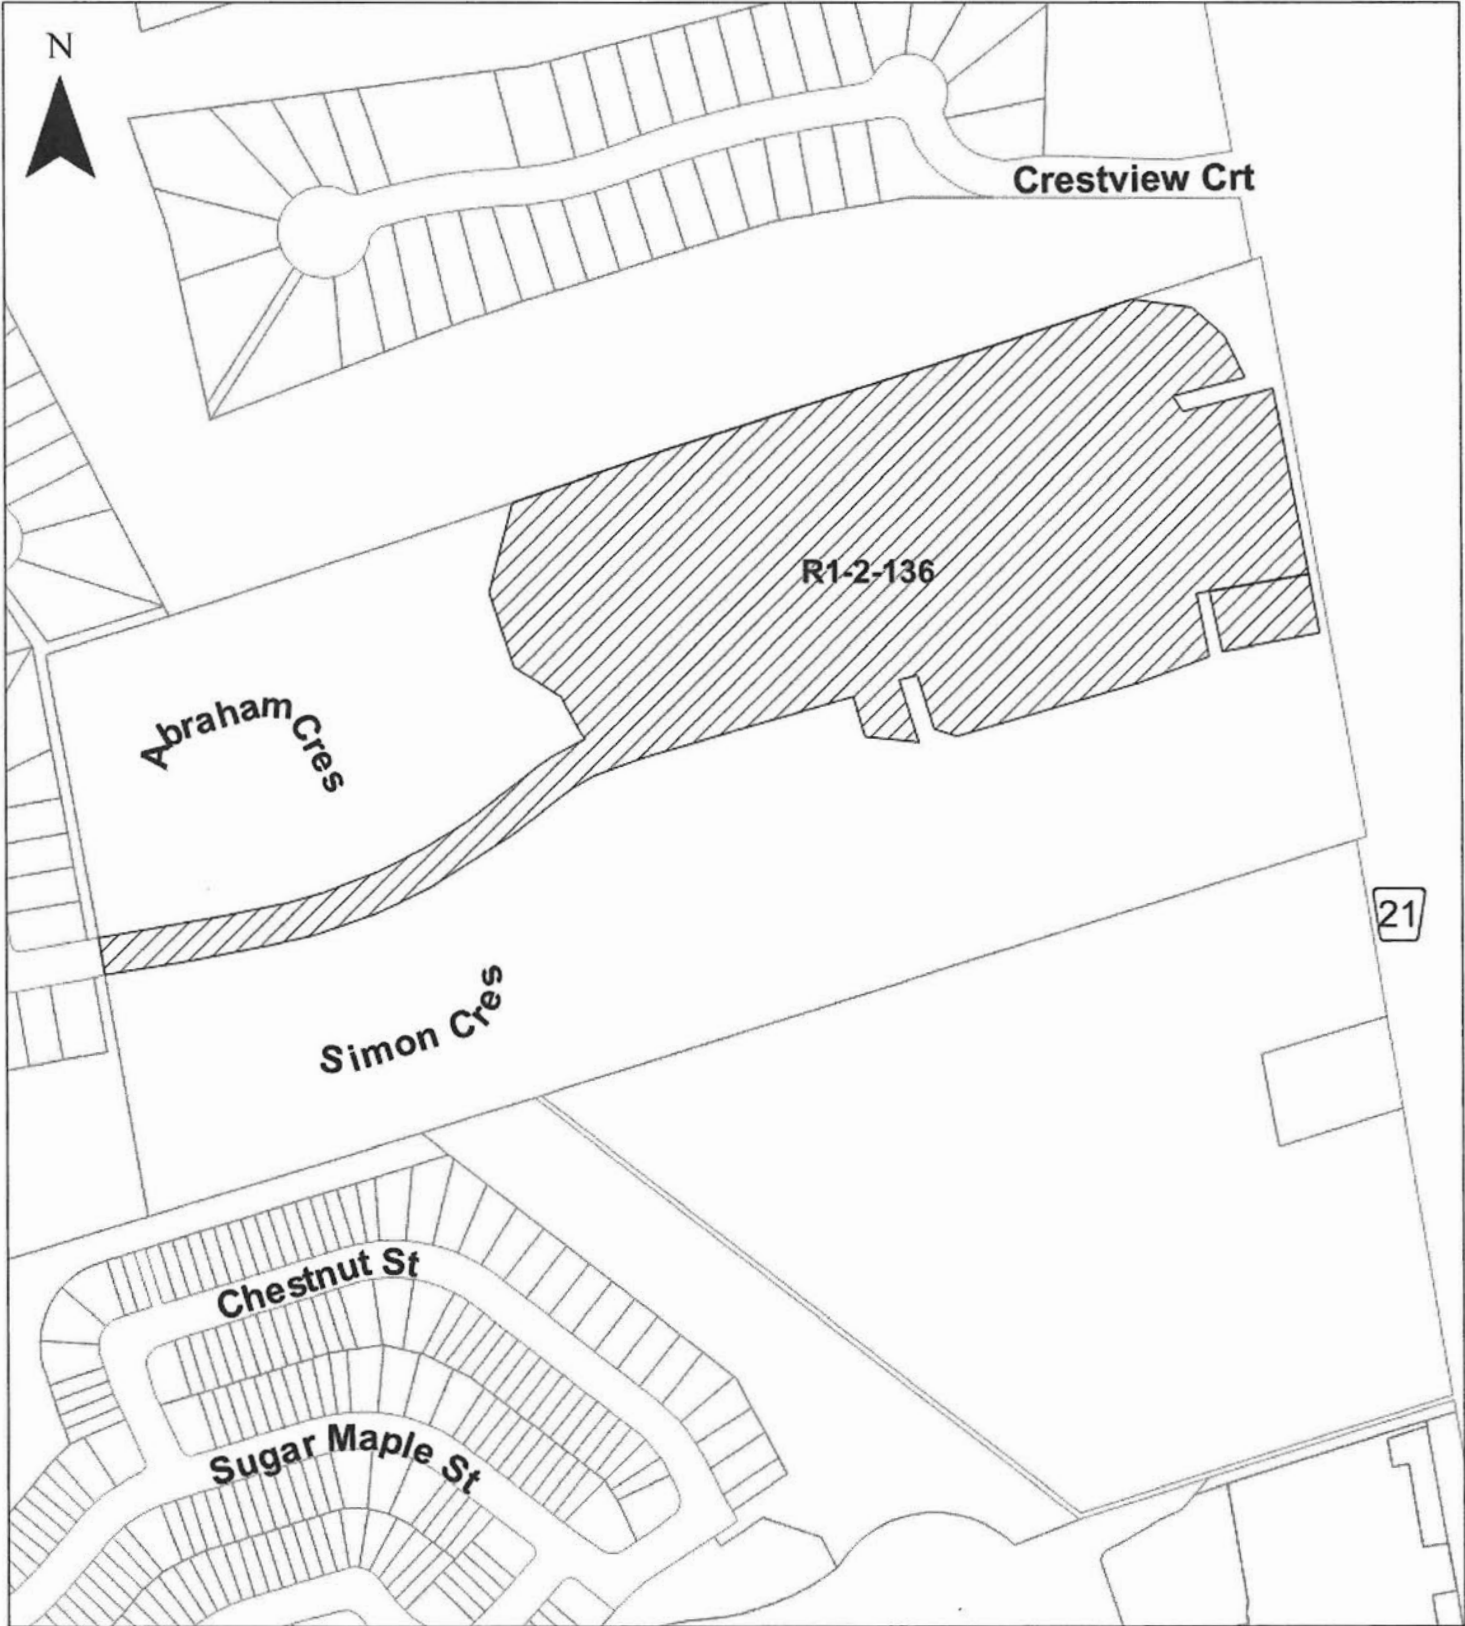 N
Crestview Crt
R1-2-136
Abraham Cres
21
Simon Cres
Chestnut St
Sugar Maple St